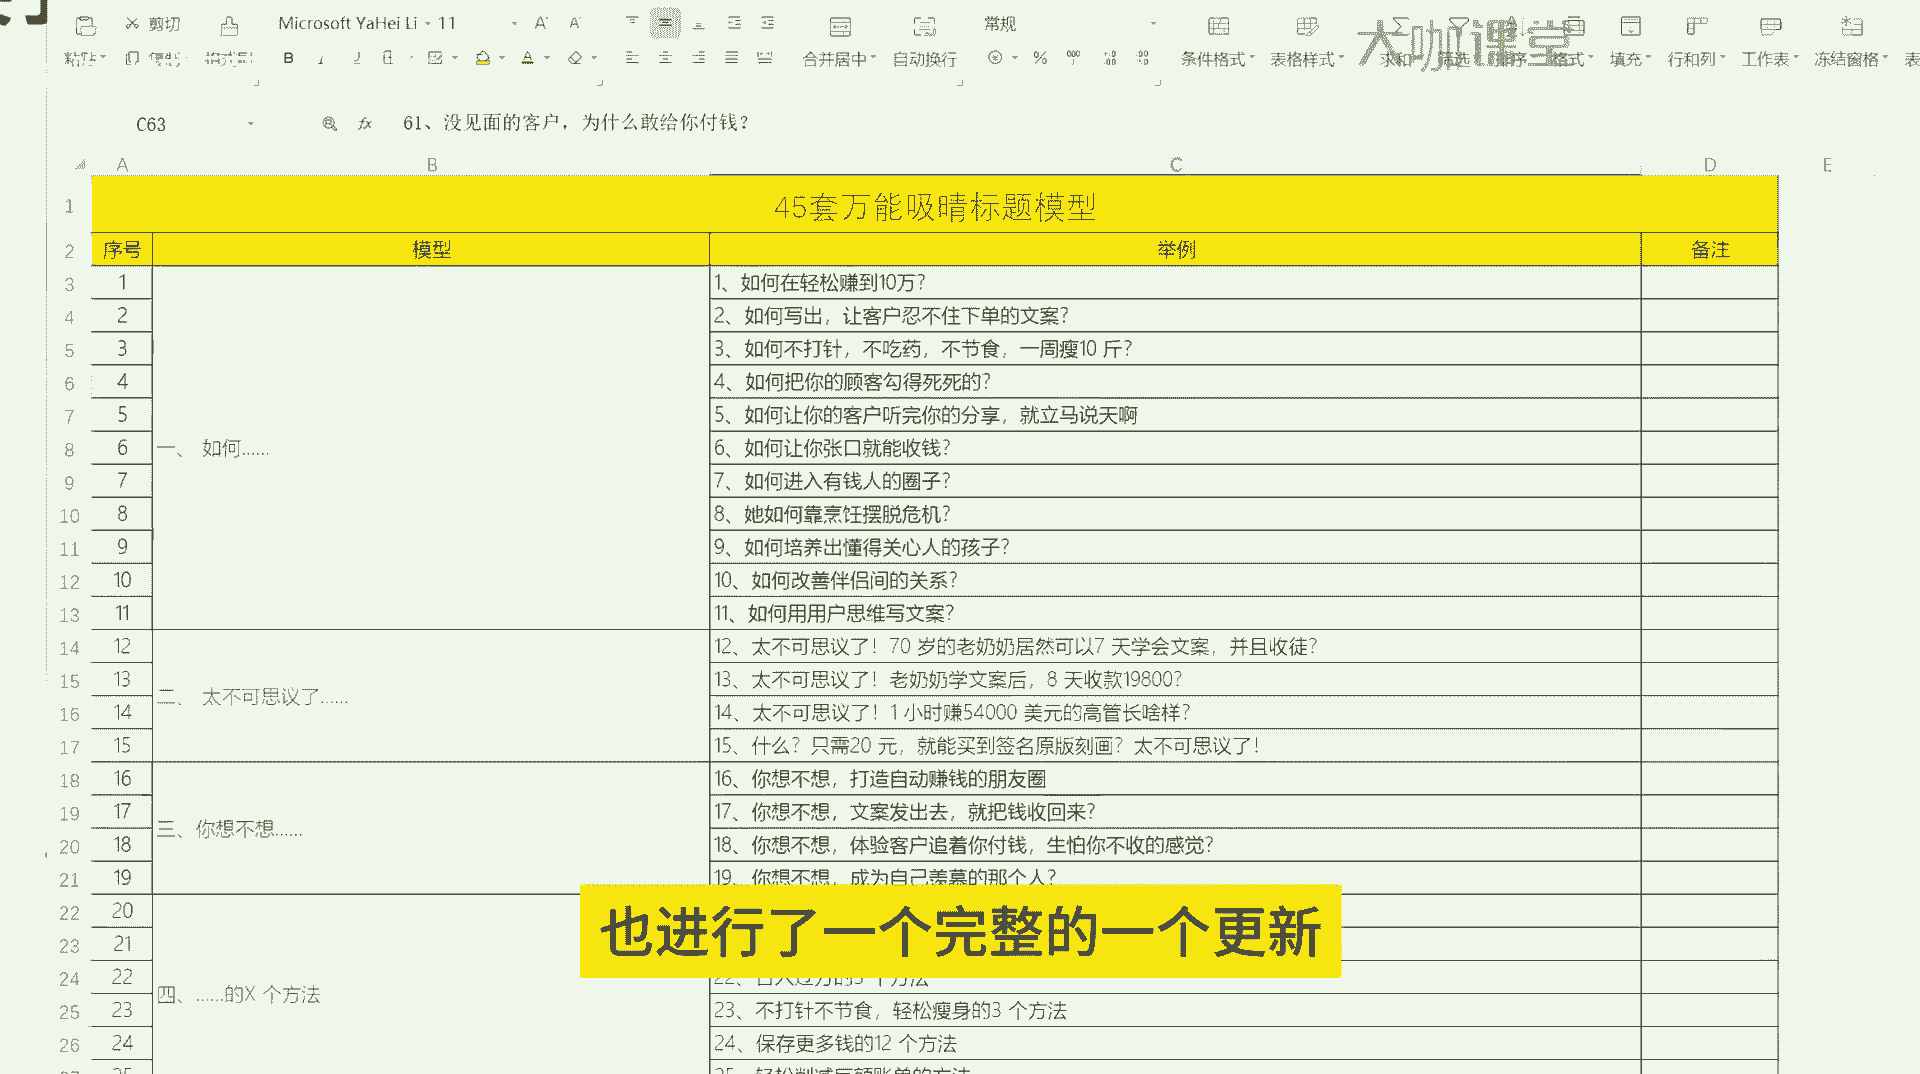 剪切
Microsoft YaHei Li 11
常规
大咖课堂
粘贴
合并居中
自动换行
条件格式
表格样式
求和
填充
行和列
工作表
冻结窗格
C63
fx 61、没见面的客户，为什么敢给你付钱？
A B C D E
1 45套万能吸睛标题模型
2 序号 模型 举例 备注
3 1 1、如何在轻松赚到10万？
4 2 2、如何写出，让客户忍不住下单的文案？
5 3 3、如何不打针，不吃药，不节食，一周瘦10 斤？
6 4 4、如何把你的顾客勾得死死的？
7 5 5、如何让你的客户听完你的分享，就立马说天啊
8 6 一、 如何…… 6、如何让你张口就能收钱？
9 7 7、如何进入有钱人的圈子？
10 8 8、她如何靠烹饪摆脱危机？
11 9 9、如何培养出懂得关心人的孩子？
12 10 10、如何改善伴侣间的关系？
13 11 11、如何用用户思维写文案？
14 12 12、太不可思议了！70 岁的老奶奶居然可以7 天学会文案，并且收徒？
15 13 二、 太不可思议了…… 13、太不可思议了！老奶奶学文案后，8 天收款19800？
16 14 14、太不可思议了！1 小时赚54000 美元的高管长啥样？
17 15 15、什么？只需20 元，就能买到签名原版刻画？太不可思议了！
18 16 16、你想不想，打造自动赚钱的朋友圈
19 17 三、你想不想…… 17、你想不想，文案发出去，就把钱收回来？
20 18 18、你想不想，体验客户追着你付钱，生怕你不收的感觉？
21 19 19、你想不想，成为自己羡慕的那个人？
22 20
23 21
也进行了一个完整的一个更新
24 22
四、……的X 个方法
25 23 23、不打针不节食，轻松瘦身的3 个方法
26 24 24、保存更多钱的12 个方法